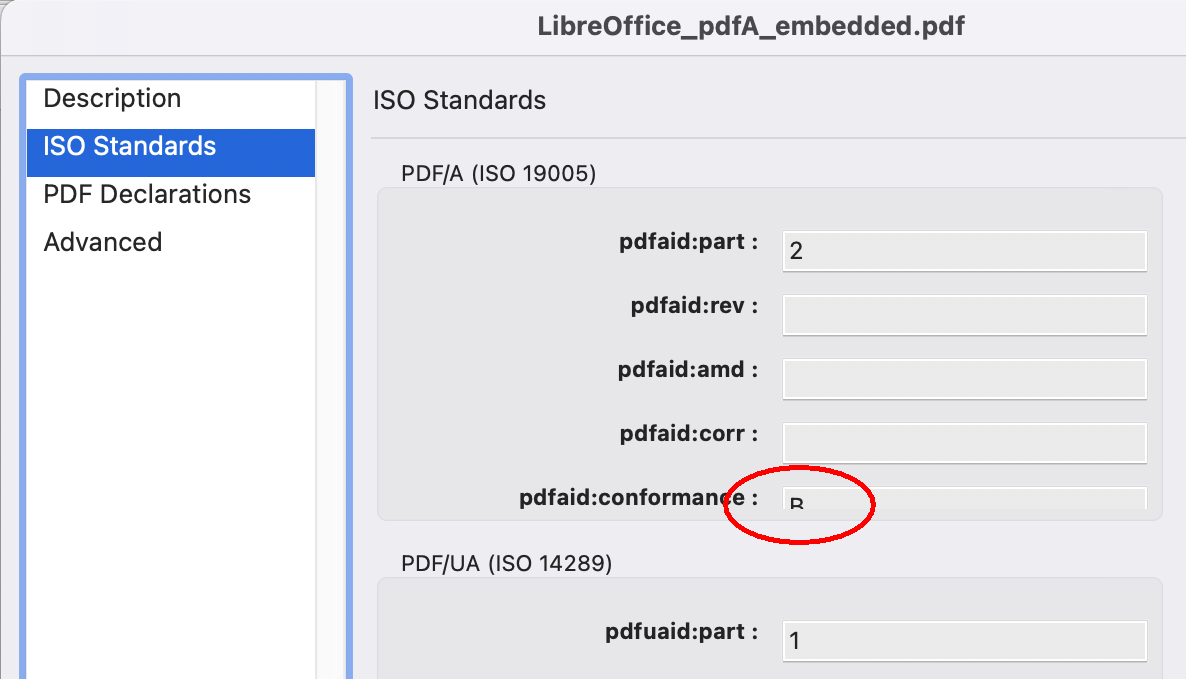 LibreOffice_pdfA_embedded.pdf
Description
ISO Standards
PDF Declarations
Advanced
ISO Standards
PDF/A (ISO 19005)
pdfaid:part : 2
pdfaid:rev :
pdfaid:amd :
pdfaid:corr :
pdfaid:conformance : B
PDF/UA (ISO 14289)
pdfuaid:part : 1